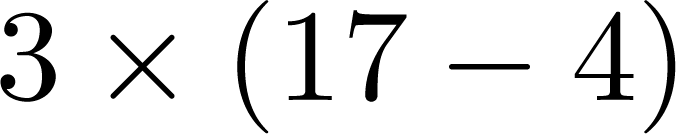 3 × (17 − 4)